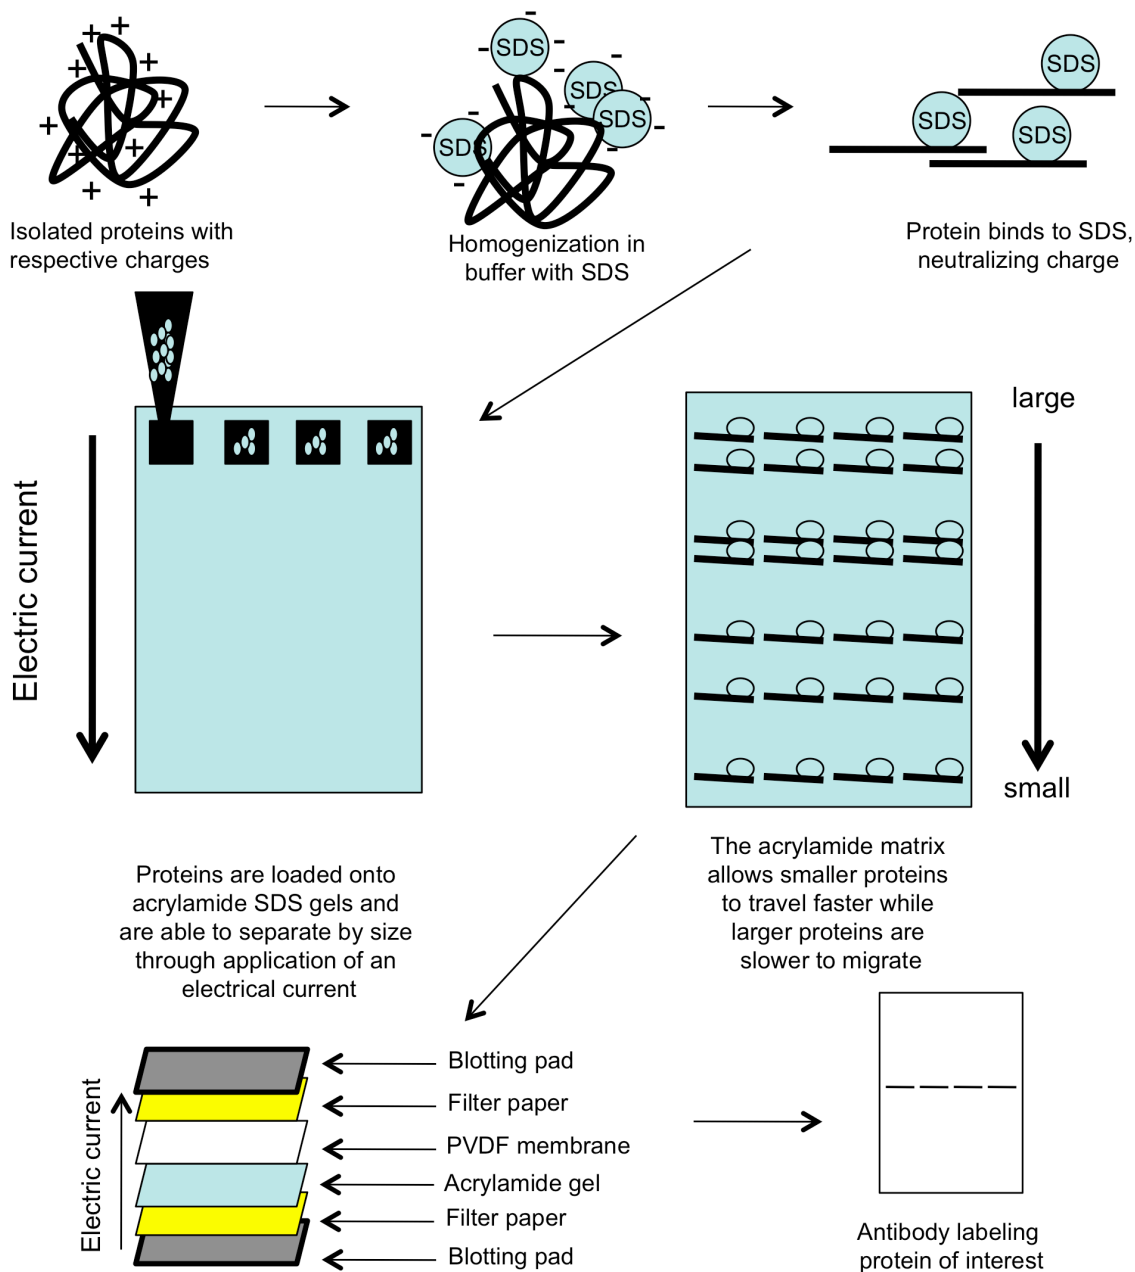 SDS
SDS
SDS
SDS
SDS
SDS
SDS
Isolated proteins with
respective charges
Homogenization in
buffer with SDS
Protein binds to SDS,
neutralizing charge
Electric current
large
small
Proteins are loaded onto
acrylamide SDS gels and
are able to separate by size
through application of an
electrical current
The acrylamide matrix
allows smaller proteins
to travel faster while
larger proteins are
slower to migrate
Electric current
Blotting pad
Filter paper
PVDF membrane
Acrylamide gel
Filter paper
Blotting pad
Antibody labeling
protein of interest